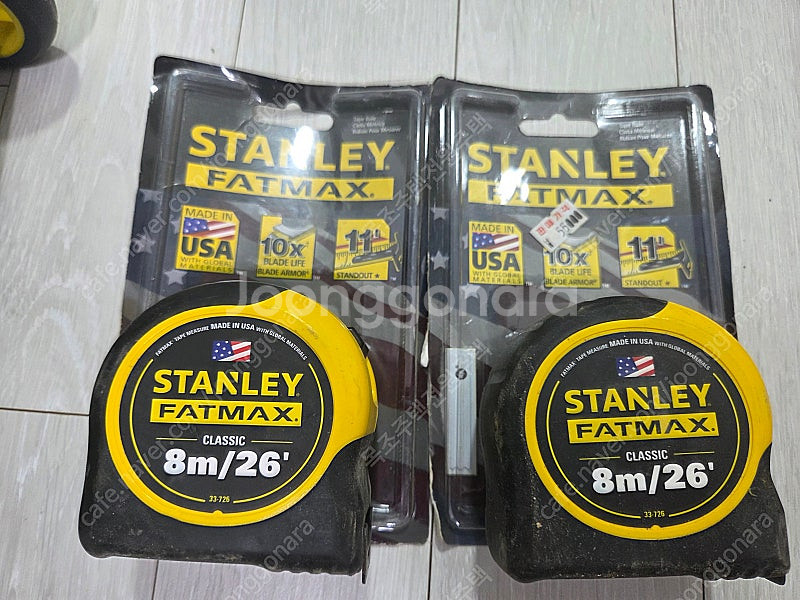 STANLEY
FATMAX.
MADE IN
USA
WITH GLOBAL
MATERIALS
10x
BLADE LIFE
BLADE ARMOR
11'
STANDOUT
STANLEY
FATMAX.
MADE IN
USA
WITH GLOBAL
MATERIALS
10x
BLADE LIFE
BLADE ARMOR
11'
STANDOUT
Joonggonara
FATMAX TAPE MEASURE MADE IN USA WITH GLOBAL MATERIALS
STANLEY
FATMAX.
CLASSIC
8m/26'
33-726
FATMAX TAPE MEASURE MADE IN USA WITH GLOBAL MATERIALS
STANLEY
FATMAX.
CLASSIC
8m/26'
33-726